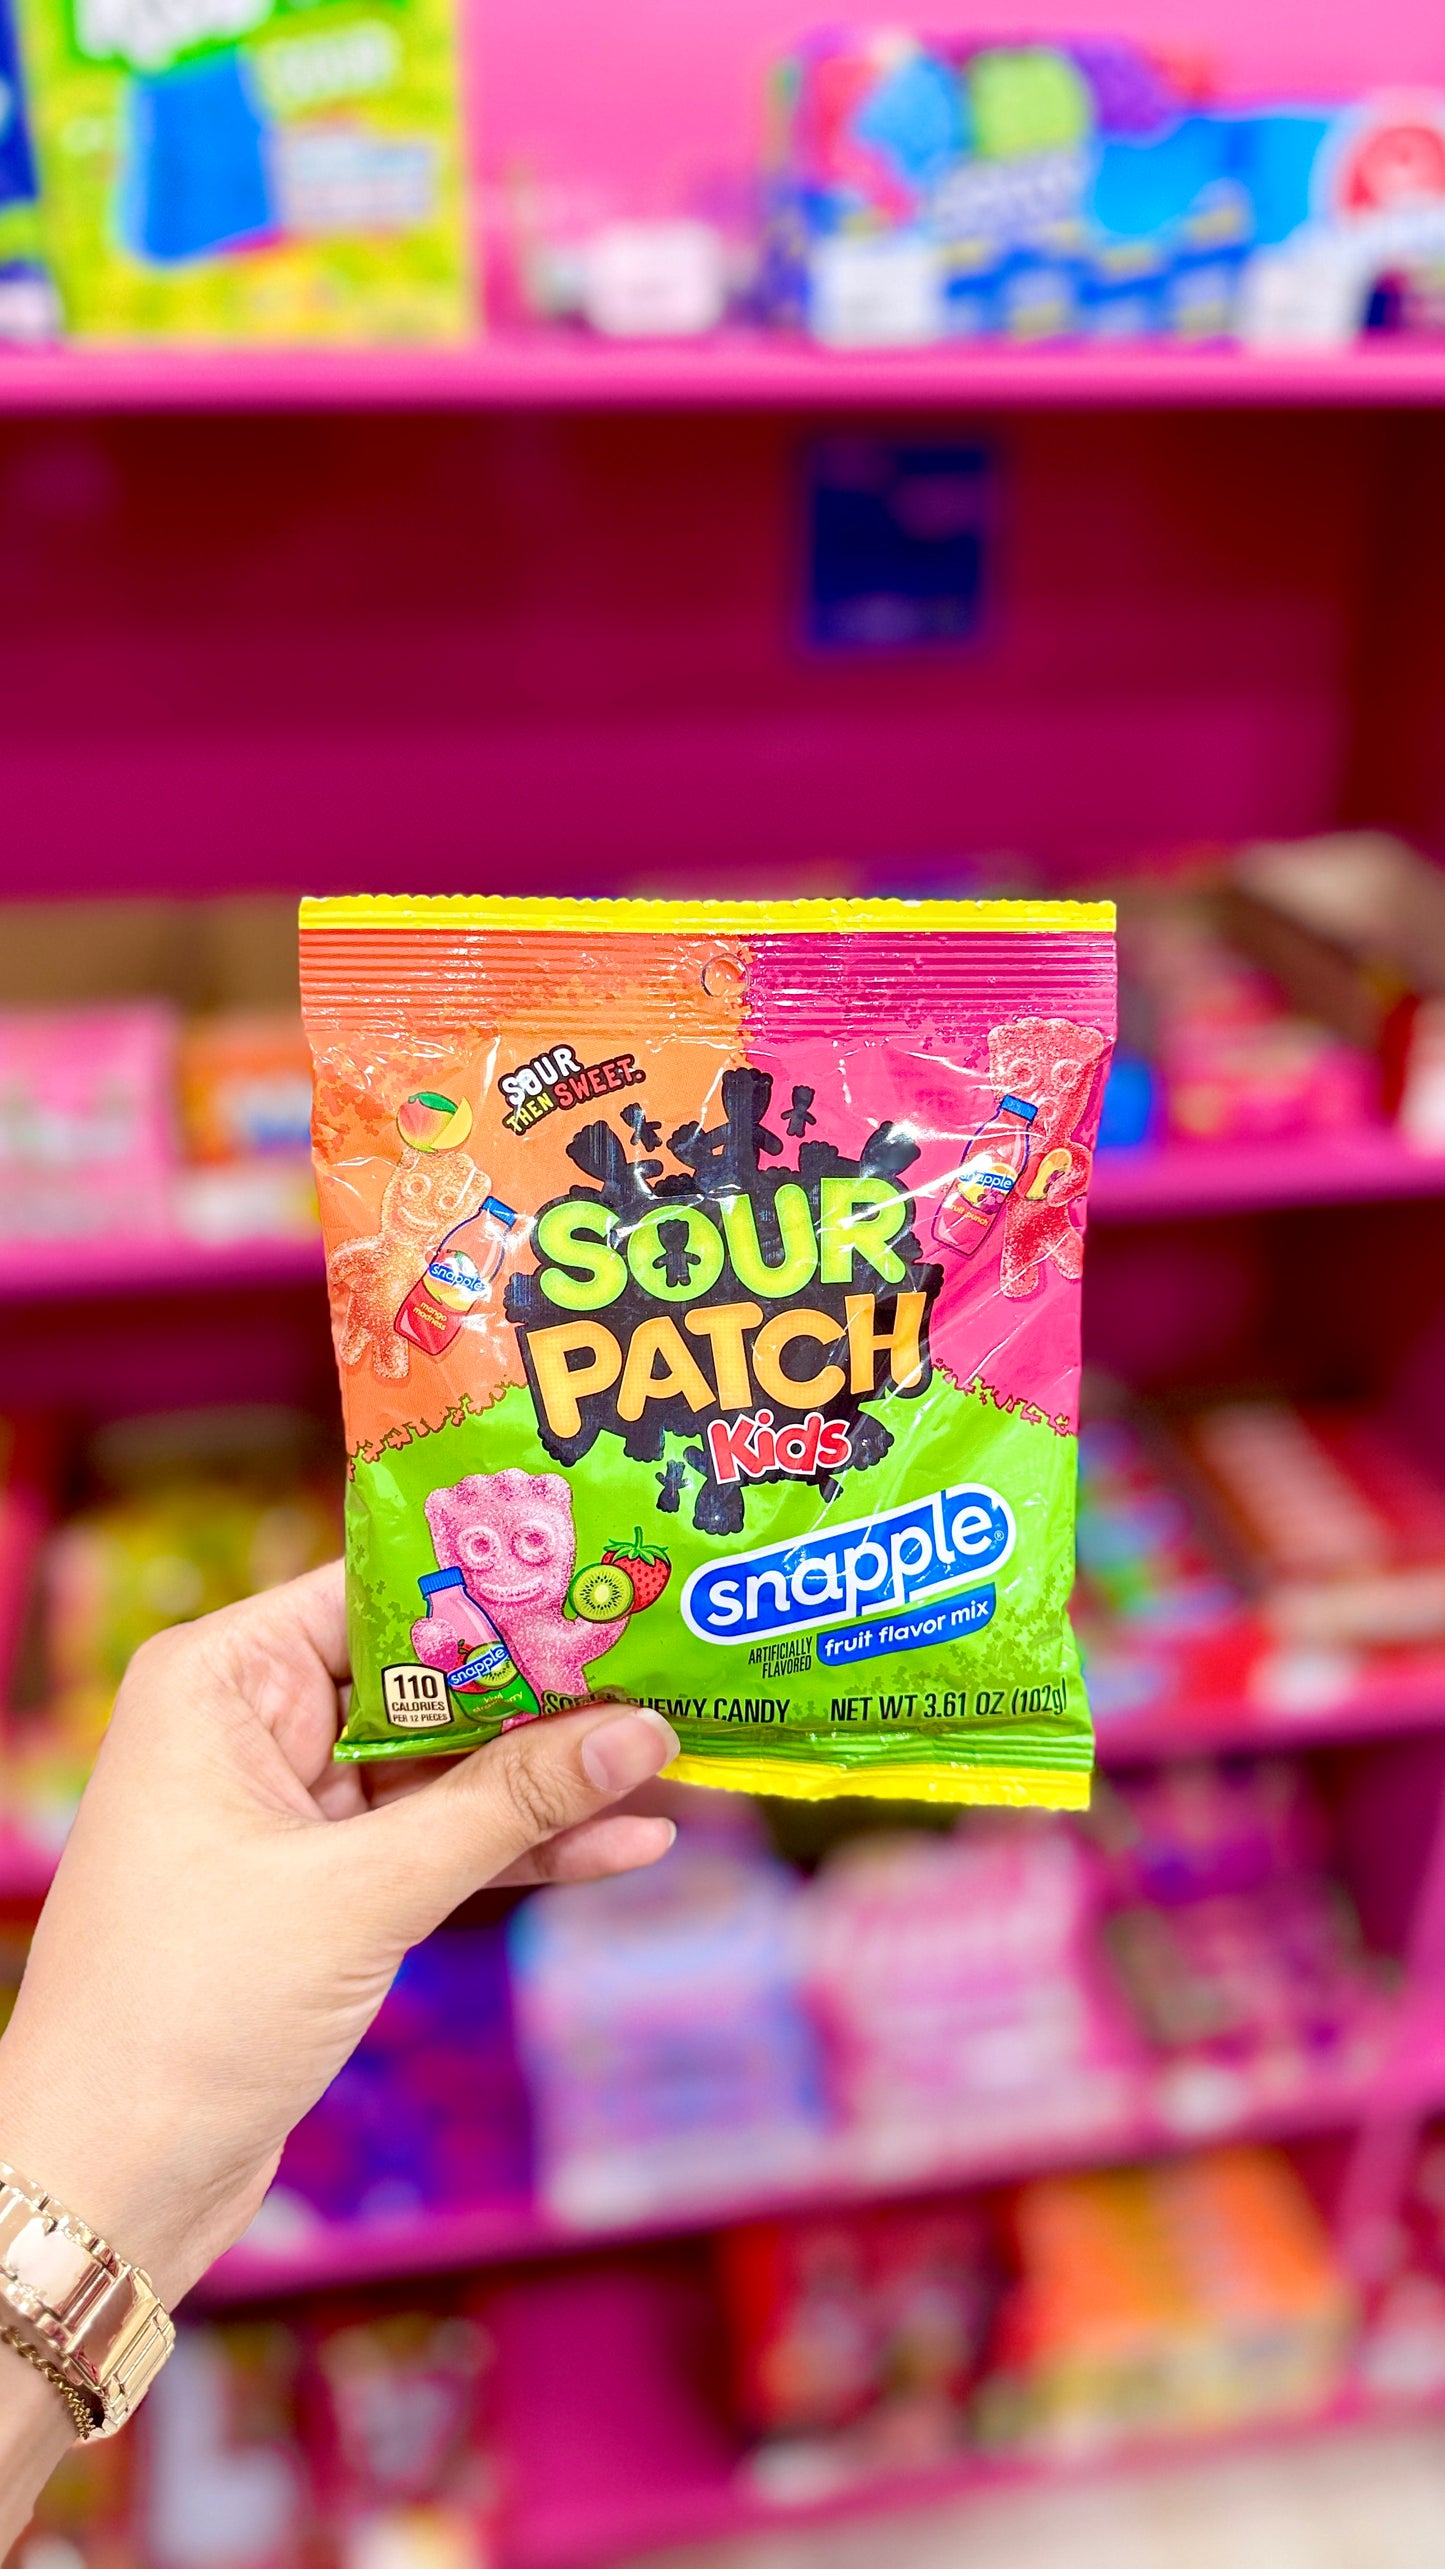 SOUR
THEN SWEET.
SOUR
PATCH
Kids
snapple
mango
madness
snapple
fruit punch
snapple®
fruit flavor mix
ARTIFICIALLY
FLAVORED
snapple
110
CALORIES
PER 12 PIECES
CHEWY CANDY
NET WT 3.61 OZ (102g)